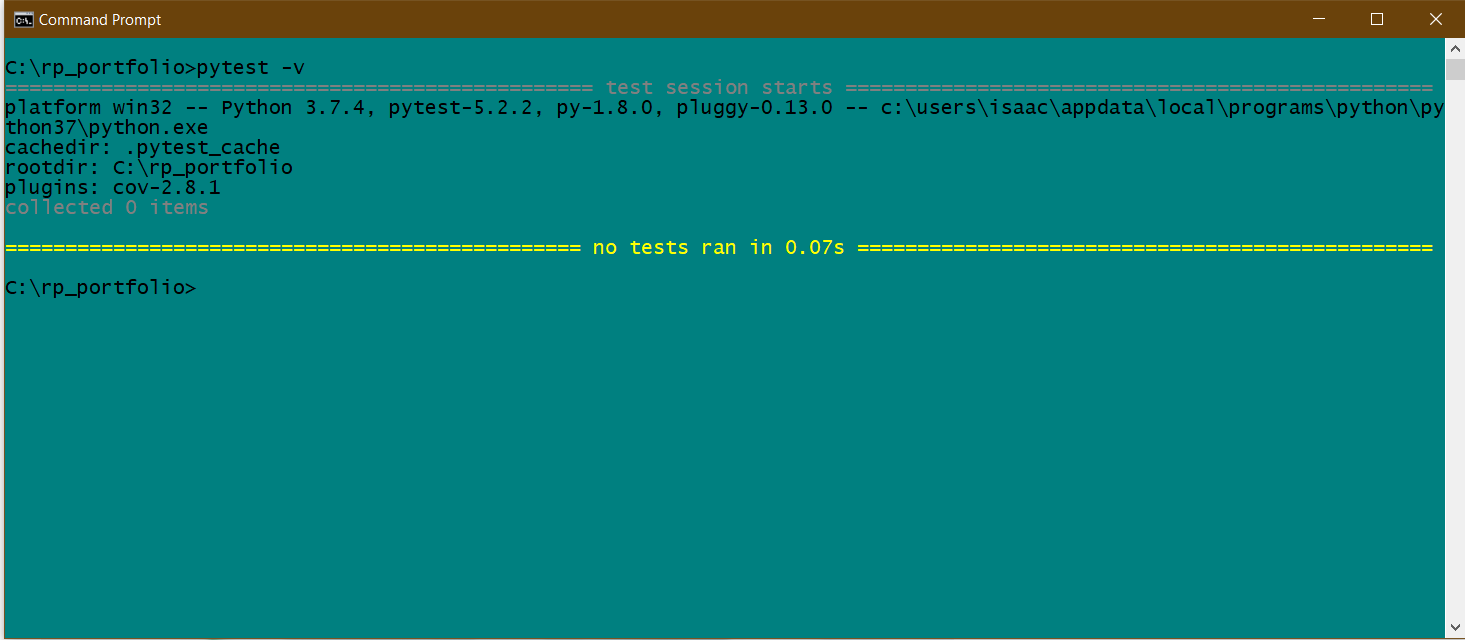 Command Prompt
C:\rp_portfolio>pytest -v
================================================= test session starts =================================================
platform win32 -- Python 3.7.4, pytest-5.2.2, py-1.8.0, pluggy-0.13.0 -- c:\users\isaac\appdata\local\programs\python\py
thon37\python.exe
cachedir: .pytest_cache
rootdir: C:\rp_portfolio
plugins: cov-2.8.1
collected 0 items
================================================ no tests ran in 0.07s ================================================
C:\rp_portfolio>